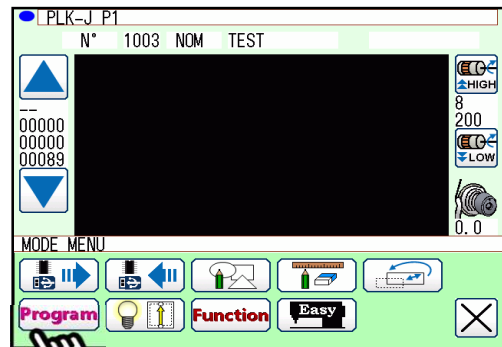 PLK-J P1
N° 1003 NOM TEST
HIGH
--
8
00000
200
00000
00089
LOW
0.0
MODE MENU
Program
Function
Easy